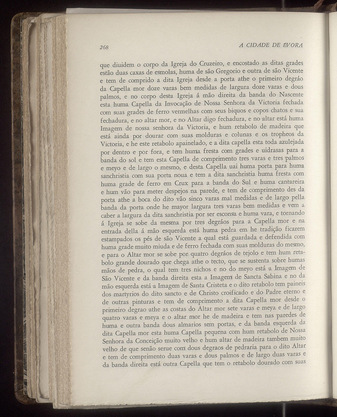 268 A CIDADE DE EVORA
que dividem o corpo da Igreja do Cruzeiro, e encostado as ditas grades
estão duas caxas de esmolas, huma de são Gregorio e outra de são Vicente
e tem de comprido a dita Igreja desde a porta athe o primeiro degráo
da Capella mor doze varas bem medidas de largura doze varas e dous
palmos, e no corpo desta Igreja á mão direita da banda do Nascente
esta huma Capella da Invocação de Nossa Senhora da Victoria fechada
com suas grades de ferro vermelhas com seus bicos e copos chatos e sua
fechadura, e no altar mor, e no Altar digo fechadura, e no altar está huma
Imagem de nossa senhora da Victoria, e hum retabolo de madeira que
está ainda por dourar com suas molduras e colunas e os tropheos da
Victoria, e he este retabolo apainelado, e a dita capella esta toda azulejada
por dentro e por fora, e tem huma fresta com grades e vidraças para a
banda do sol e tem esta Capella de comprimento tres varas e tres palmos
e meyo e de largo o mesmo, e desta Capella sai huma porta para huma
sanchristia com sua porta nova e tem a dita sanchristia huma fresta com
huma grade de ferro em Cruz para a banda do Sul e huma cantoreira
e hum vão para meter despejos na parede, e tem de comprimento des da
porta athe a boca do dito vão sinco varas mal medidas e de largo pella
banda da porta onde he mayor largura tres varas bem medidas e vem a
caber a largura da dita sanchristia por ser escossa e huma vara, e tornando
á Igreja se sobe da mesma por tres degráos para a Capella mor e na
entrada della á mão esquerda está huma pedra em he tradição ficarem
estampados os pés de são Vicente a qual está guardada e defendida com
huma grade muito miuda e de ferro fechada com suas molduras do mesmo,
e para o Altar mor se sobe por quatro degráos de tejolo e tem hum reta-
bolo grande dourado que chega athe o tecto, que se sustenta sobre humas
mãos de pedra, o qual tem tres nichos e no do meyo está a Imagem de
São Vicente e da banda direita esta a Imagem de Sancta Sabina e no da
mão esquerda está a Imagem de Santa Cristeta e o dito retabolo tem paineis
dos martyrios do dito sancto e de Christo crosificado e do Padre eterno e
de outras pinturas e tem de comprimento a dita Capella mor desde o
primeiro degrao athe as costas do Altar mor sete varas e meya e de largo
quatro varas e meya e o altar mor he de madeira e tem nas paredes de
huma e outra banda dous almarios sem portas, e da banda esquerda da
dita Capella mor esta huma Capella pequena com hum retabolo de Nossa
Senhora da Conceição muito velho e hum altar de madeira tambem muito
velho de que senão serue com dous degraos de pedraria para o dito Altar
e tem de comprimento duas varas e dous palmos e de largo duas varas e
da banda direita está outra Capella que tem o retabolo dourado com suas